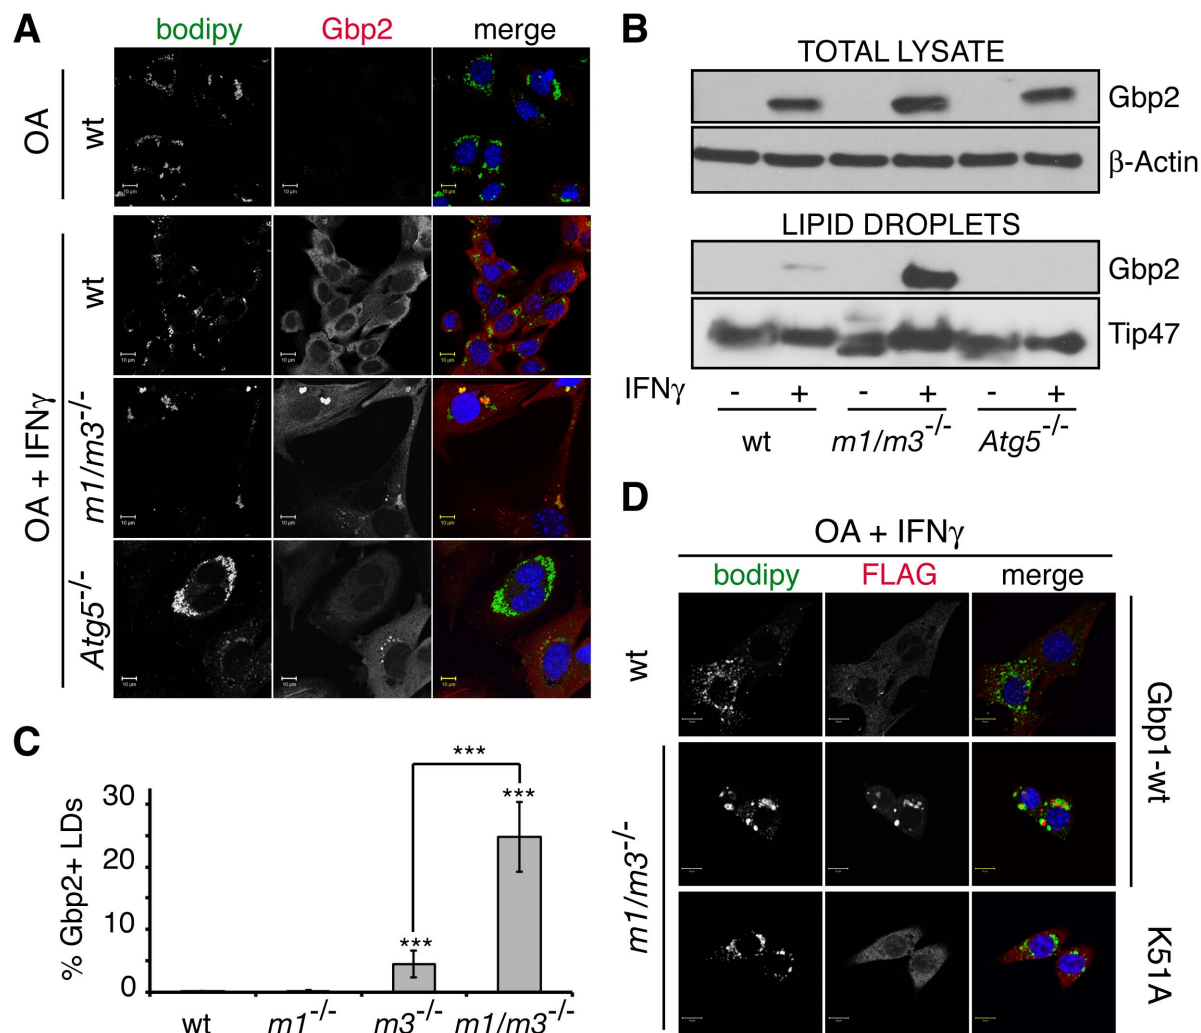 A
bodipy Gbp2 merge
OA
wt
OA + IFNγ
wt
m1/m3-/-
Atg5-/-
10 µm
B
TOTAL LYSATE
Gbp2
β-Actin
LIPID DROPLETS
Gbp2
Tip47
IFNγ - + - + - +
wt m1/m3-/- Atg5-/-
C
% Gbp2+ LDs
30
20
10
0
***
***
***
wt m1-/- m3-/- m1/m3-/-
D
OA + IFNγ
bodipy FLAG merge
wt
m1/m3-/-
Gbp1-wt
K51A